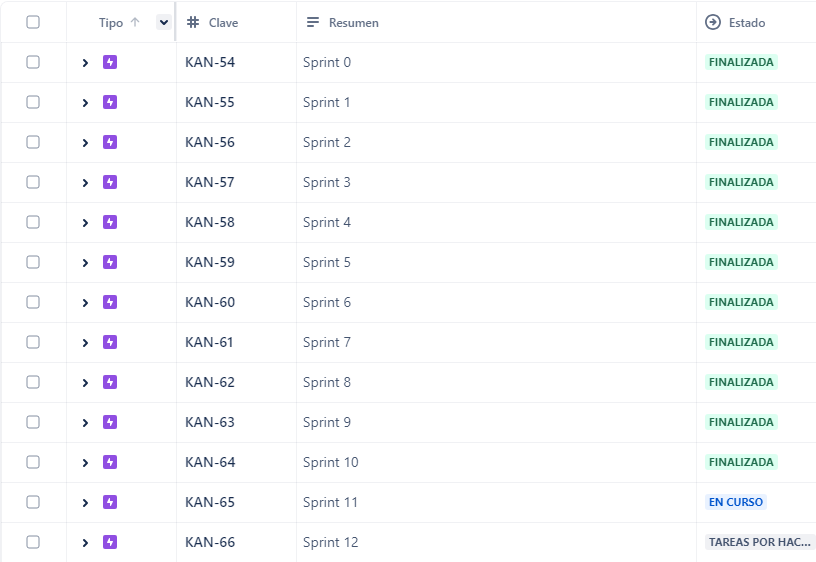 Tipo Clave Resumen Estado
KAN-54 Sprint 0 FINALIZADA
KAN-55 Sprint 1 FINALIZADA
KAN-56 Sprint 2 FINALIZADA
KAN-57 Sprint 3 FINALIZADA
KAN-58 Sprint 4 FINALIZADA
KAN-59 Sprint 5 FINALIZADA
KAN-60 Sprint 6 FINALIZADA
KAN-61 Sprint 7 FINALIZADA
KAN-62 Sprint 8 FINALIZADA
KAN-63 Sprint 9 FINALIZADA
KAN-64 Sprint 10 FINALIZADA
KAN-65 Sprint 11 EN CURSO
KAN-66 Sprint 12 TAREAS POR HAC...